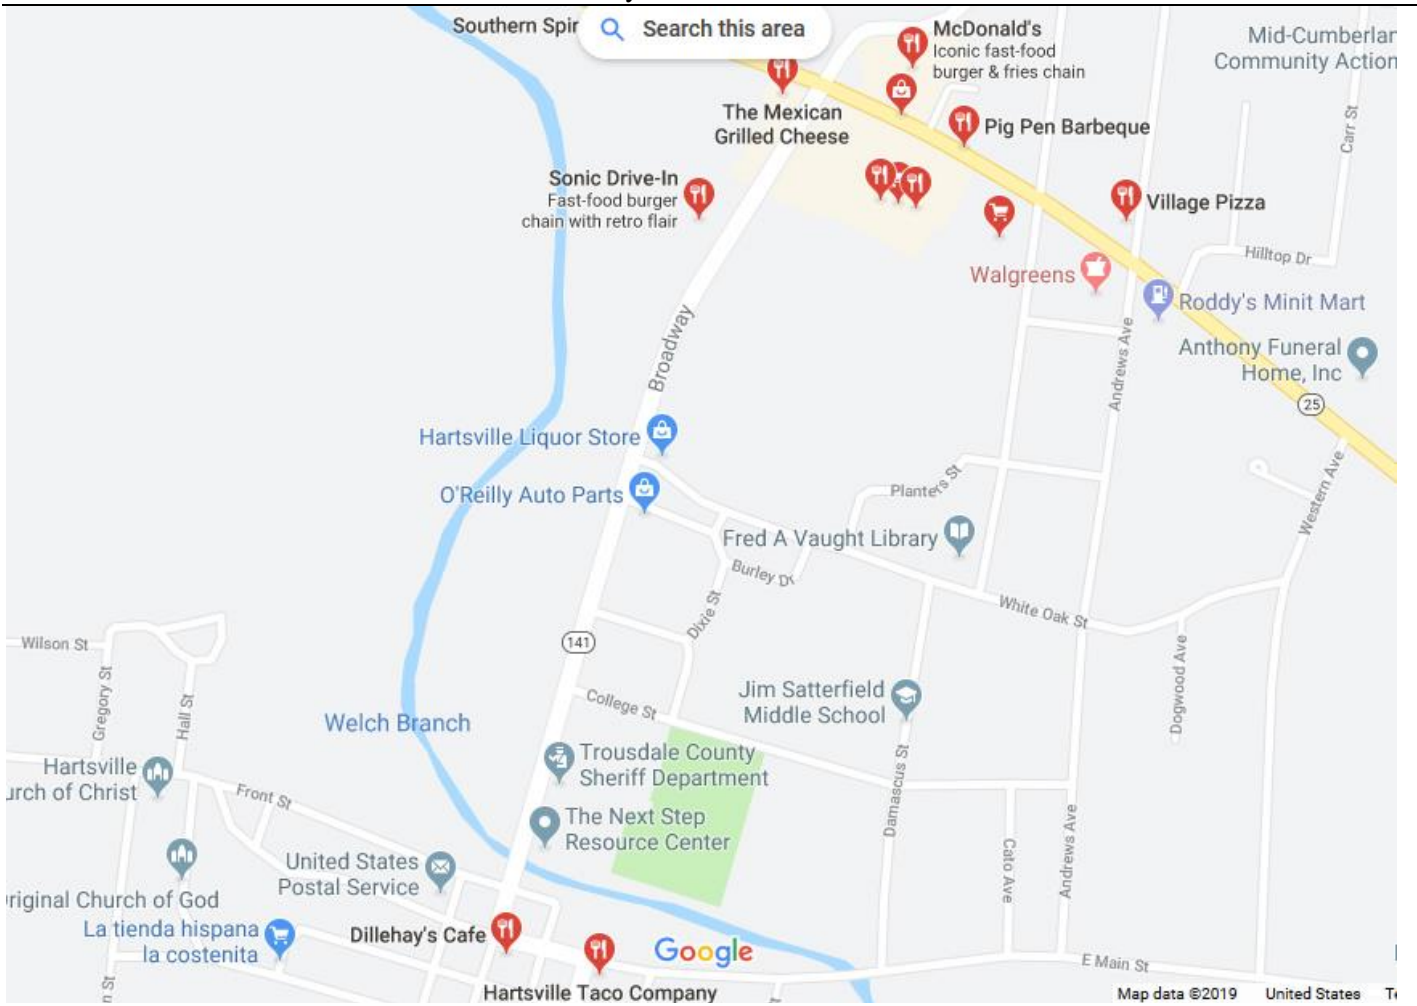 Southern Spir
Search this area
McDonald's
Iconic fast-food
burger & fries chain
Mid-Cumberlan
Community Action
The Mexican
Grilled Cheese
Pig Pen Barbeque
Carr St
Sonic Drive-In
Fast-food burger
chain with retro flair
Village Pizza
Hilltop Dr
Walgreens
Roddy's Minit Mart
Broadway
Andrews Ave
Anthony Funeral
Home, Inc
25
Hartsville Liquor Store
O'Reilly Auto Parts
Planters St
Western Ave
Fred A Vaught Library
Burley Dr
Dixie St
White Oak St
141
Wilson St
Gregory St
Hall St
Dogwood Ave
Jim Satterfield
Middle School
College St
Welch Branch
Trousdale County
Sheriff Department
Hartsville
urch of Christ
Front St
Damascus St
The Next Step
Resource Center
Cato Ave
Andrews Ave
United States
Postal Service
riginal Church of God
La tienda hispana
la costenita
Dillehay's Cafe
Google
E Main St
n St
Hartsville Taco Company
Map data ©2019 United States Te